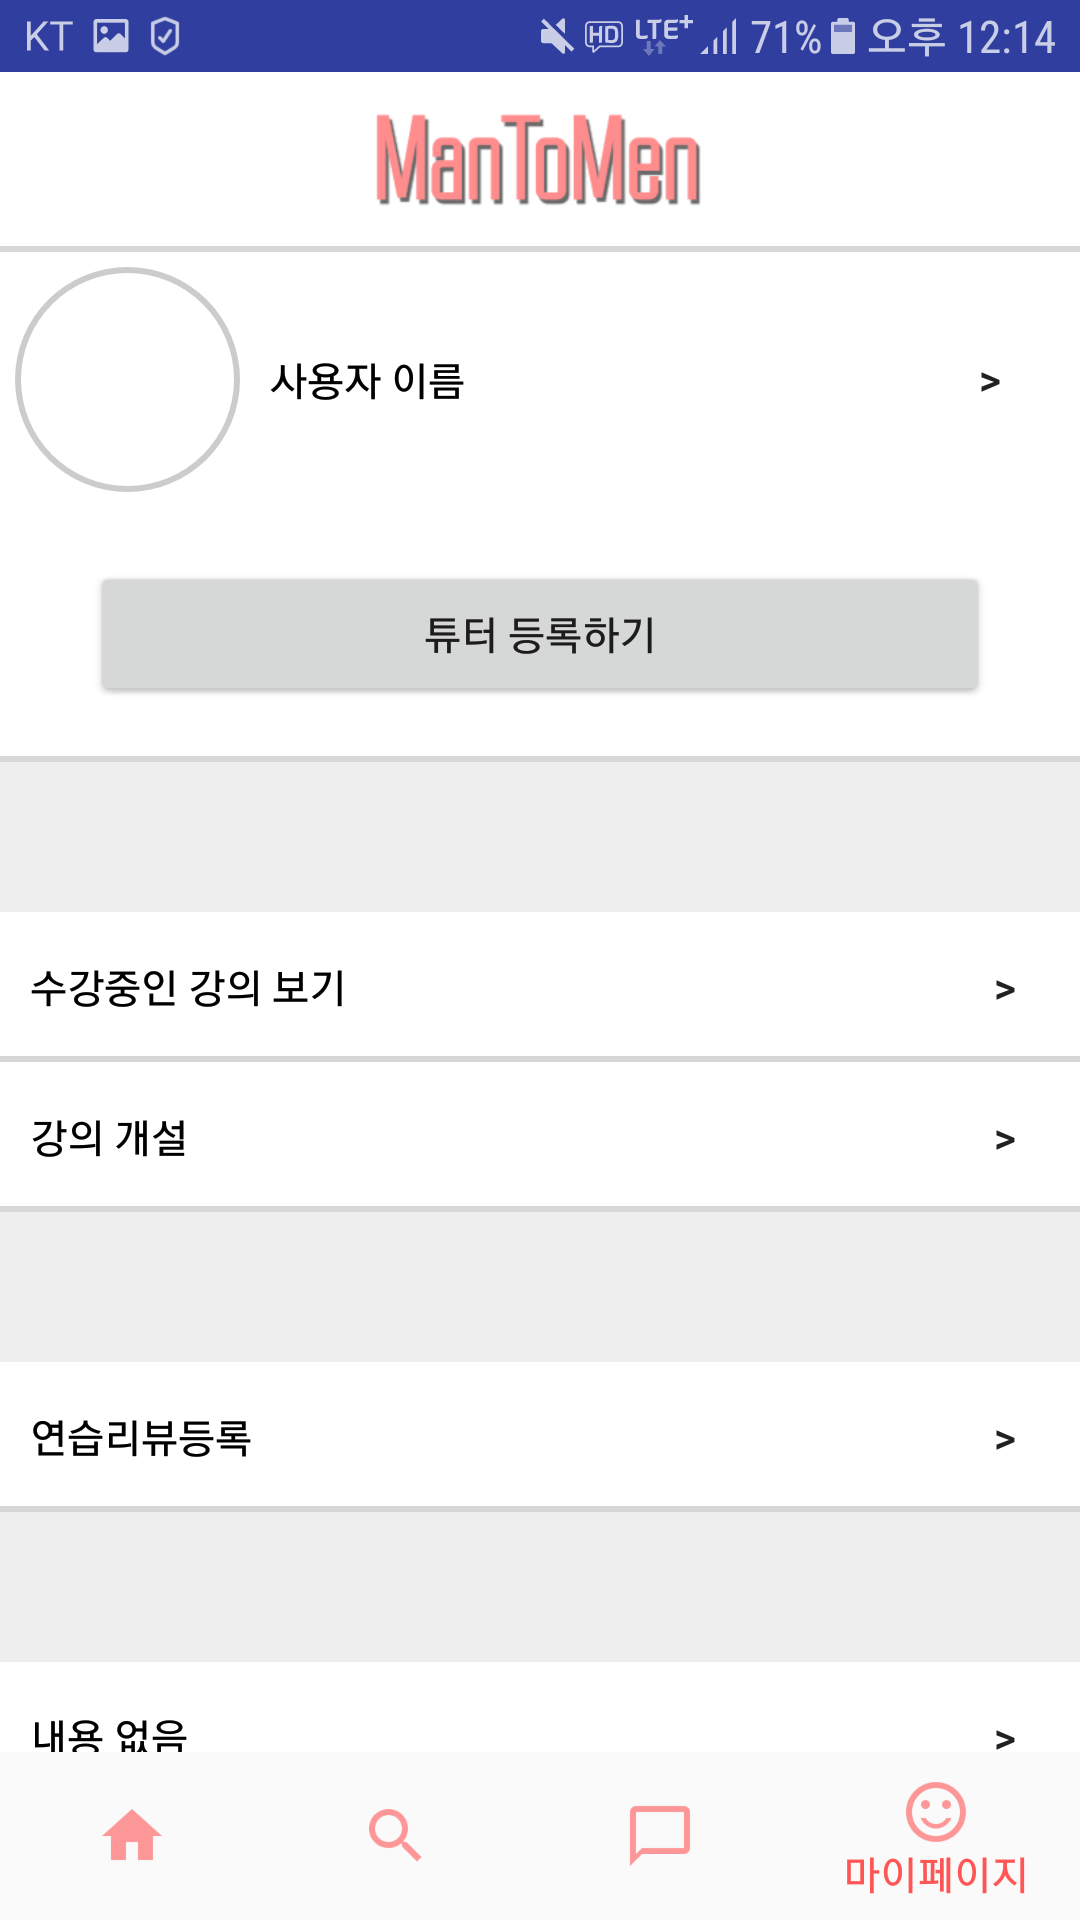 KT HD LTE+ 71% 오후 12:14
ManToMen
사용자 이름 >
튜터 등록하기
수강중인 강의 보기 >
강의 개설 >
연습리뷰등록 >
내용 없음 >
마이페이지